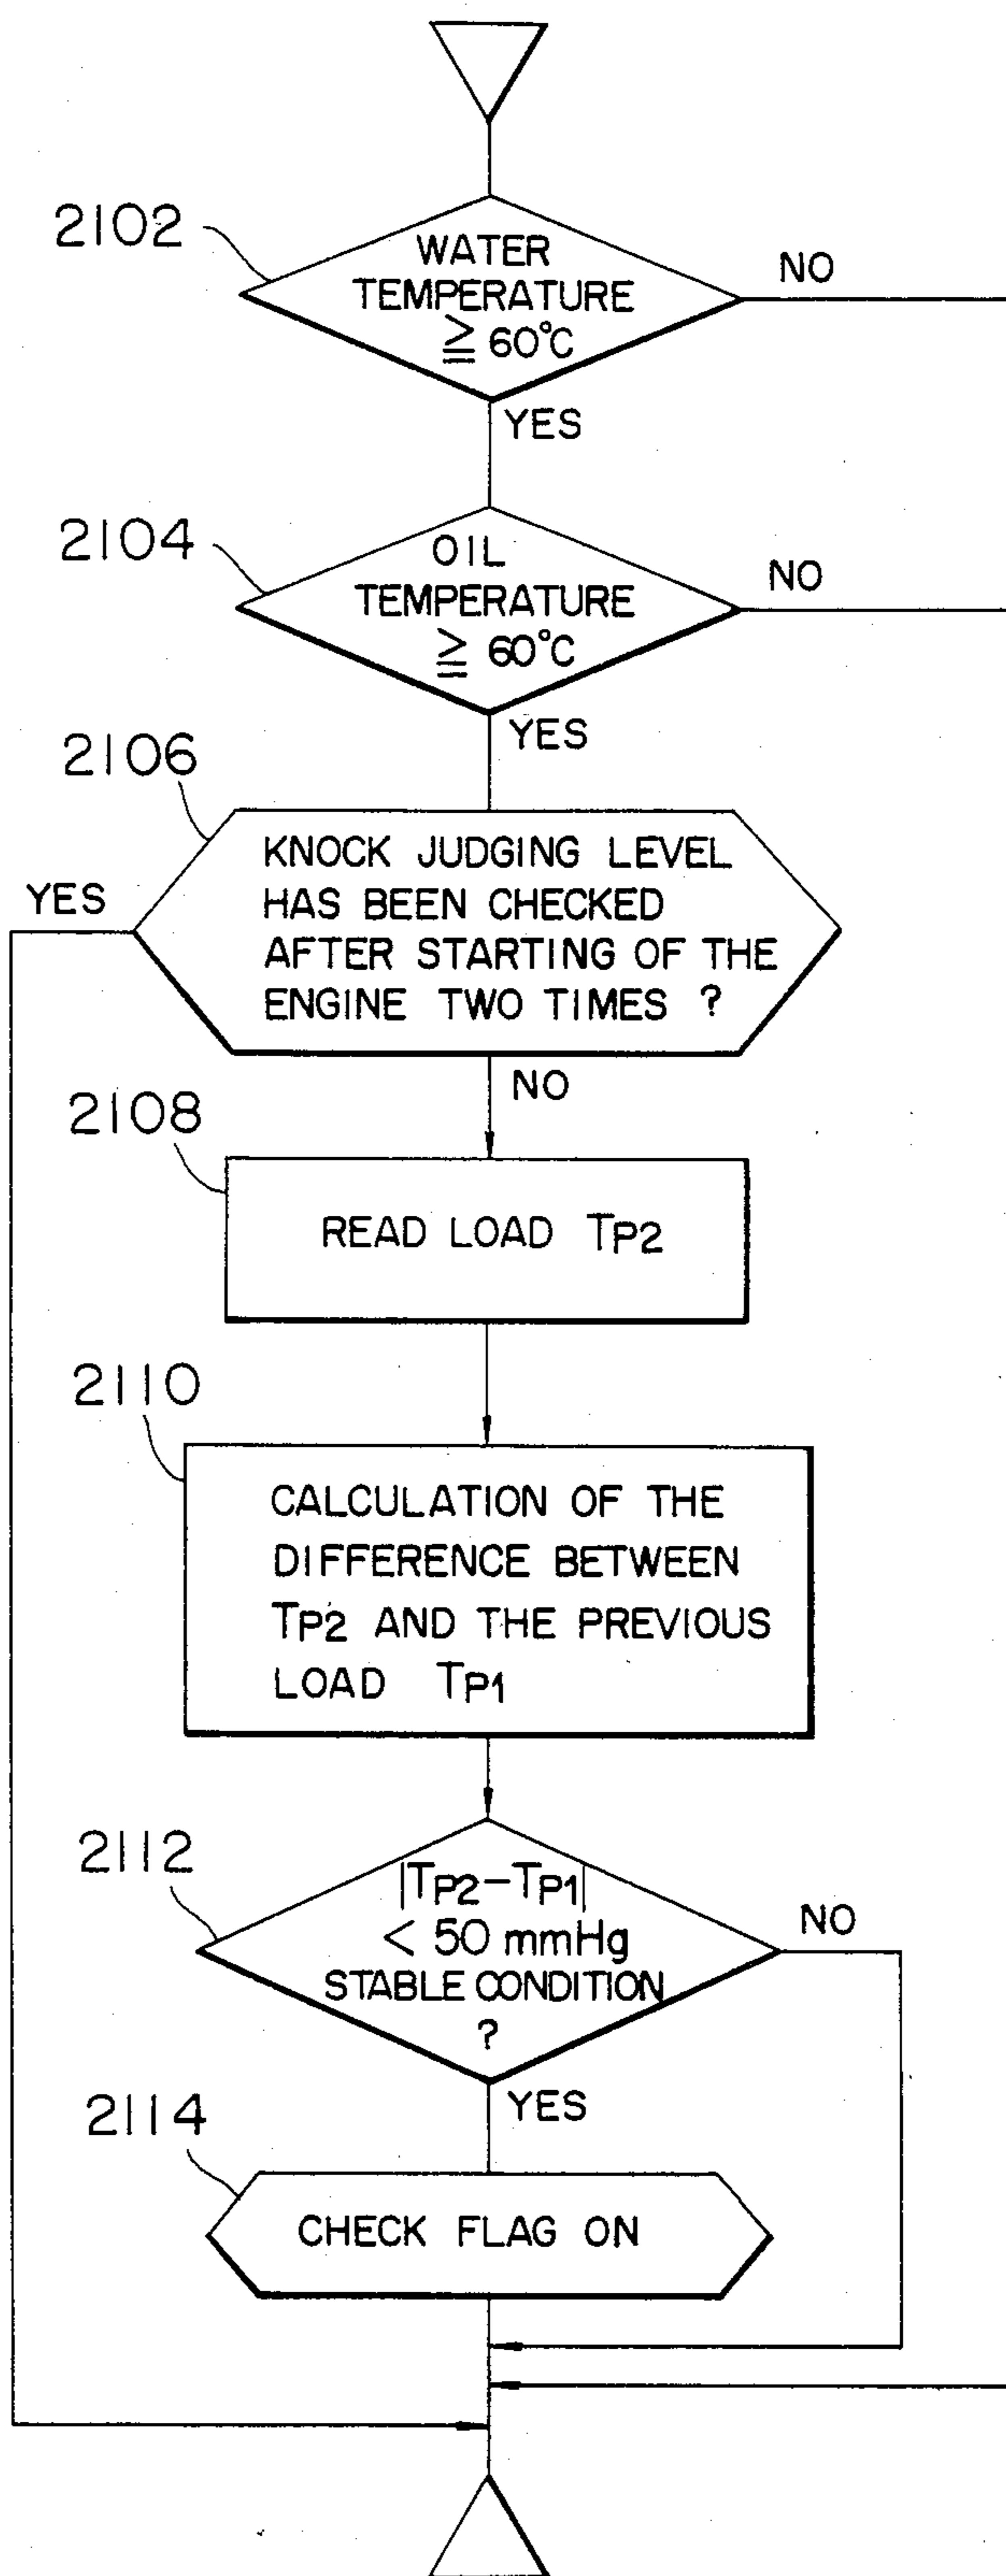 2102
WATER
TEMPERATURE
≧ 60°C
NO
YES
2104
OIL
TEMPERATURE
≧ 60°C
NO
YES
2106
YES
KNOCK JUDGING LEVEL
HAS BEEN CHECKED
AFTER STARTING OF THE
ENGINE TWO TIMES ?
NO
2108
READ LOAD TP2
2110
CALCULATION OF THE
DIFFERENCE BETWEEN
TP2 AND THE PREVIOUS
LOAD TP1
2112
|TP2-TP1|
< 50 mmHg
STABLE CONDITION
?
NO
YES
2114
CHECK FLAG ON